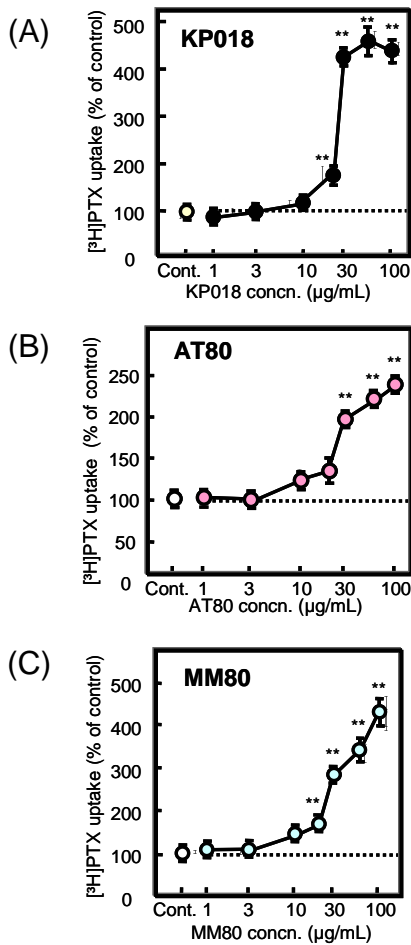 (A)
KP018
[³H]PTX uptake (% of control)
500
400
300
200
100
0
** ** ** **
Cont. 1 3 10 30 100
KP018 concn. (µg/mL)
(B)
AT80
[³H]PTX uptake (% of control)
250
200
150
100
50
0
** ** **
Cont. 1 3 10 30 100
AT80 concn. (µg/mL)
(C)
MM80
[³H]PTX uptake (% of control)
500
400
300
200
100
0
** ** ** **
Cont. 1 3 10 30 100
MM80 concn. (µg/mL)